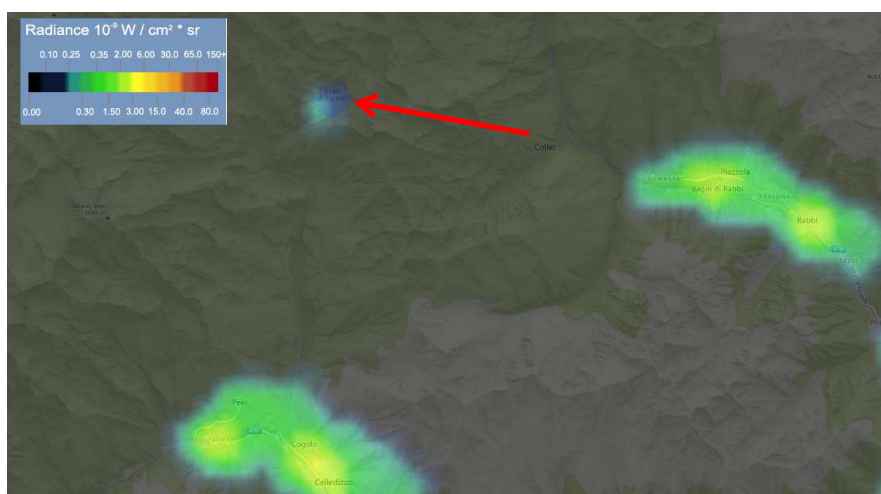 Radiance 10⁻⁹ W / cm² * sr
0.10 0.25 0.35 2.00 6.00 30.0 65.0 150+
0.00 0.30 1.50 3.00 15.0 40.0 80.0
Coller
Piazzola
SOMRABBI
Bagni di Rabbi
PRACORNO
Rabbi
Peio
Cogolo
Celledizzo